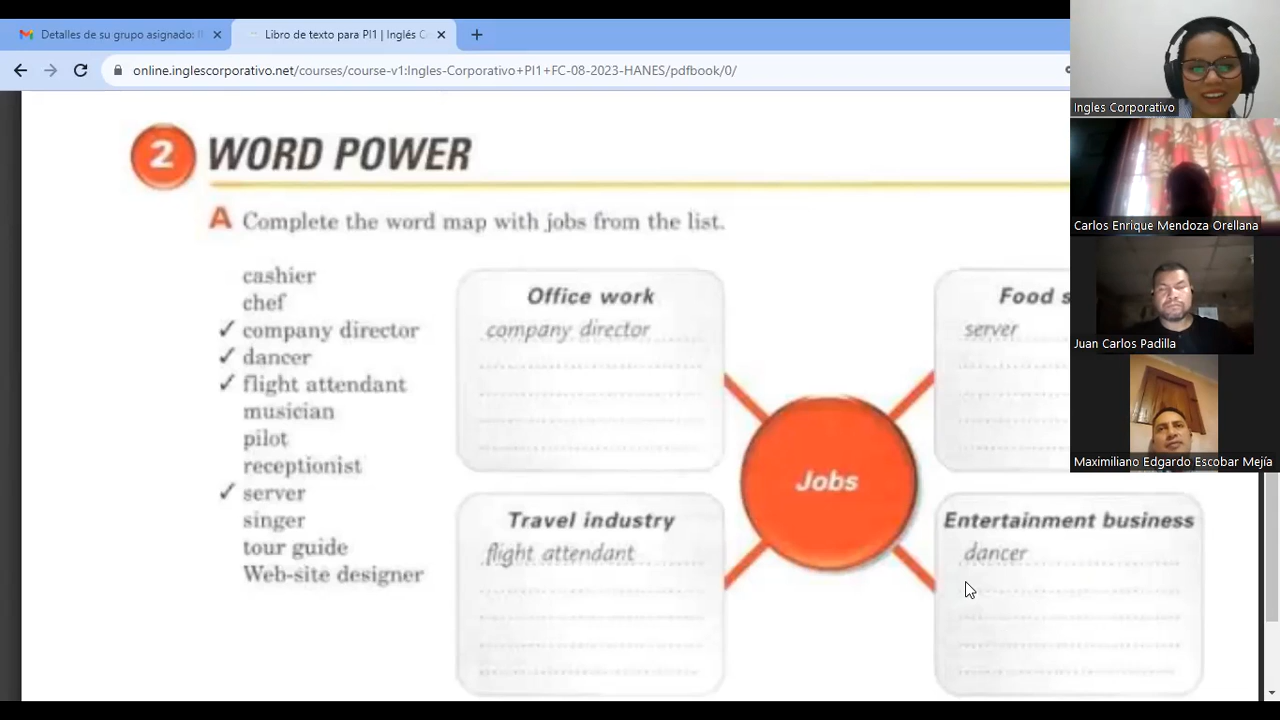 Detalles de su grupo asignado: I
Libro de texto para PI1 | Inglés C
online.inglescorporativo.net/courses/course-v1:Ingles-Corporativo+PI1+FC-08-2023-HANES/pdfbook/0/
2 WORD POWER
A Complete the word map with jobs from the list.
cashier
chef
✓ company director
✓ dancer
✓ flight attendant
musician
pilot
receptionist
✓ server
singer
tour guide
Web-site designer
Office work
company director
Food s
server
Jobs
Travel industry
flight attendant
Entertainment business
dancer
Ingles Corporativo
Carlos Enrique Mendoza Orellana
Juan Carlos Padilla
Maximiliano Edgardo Escobar Mejía